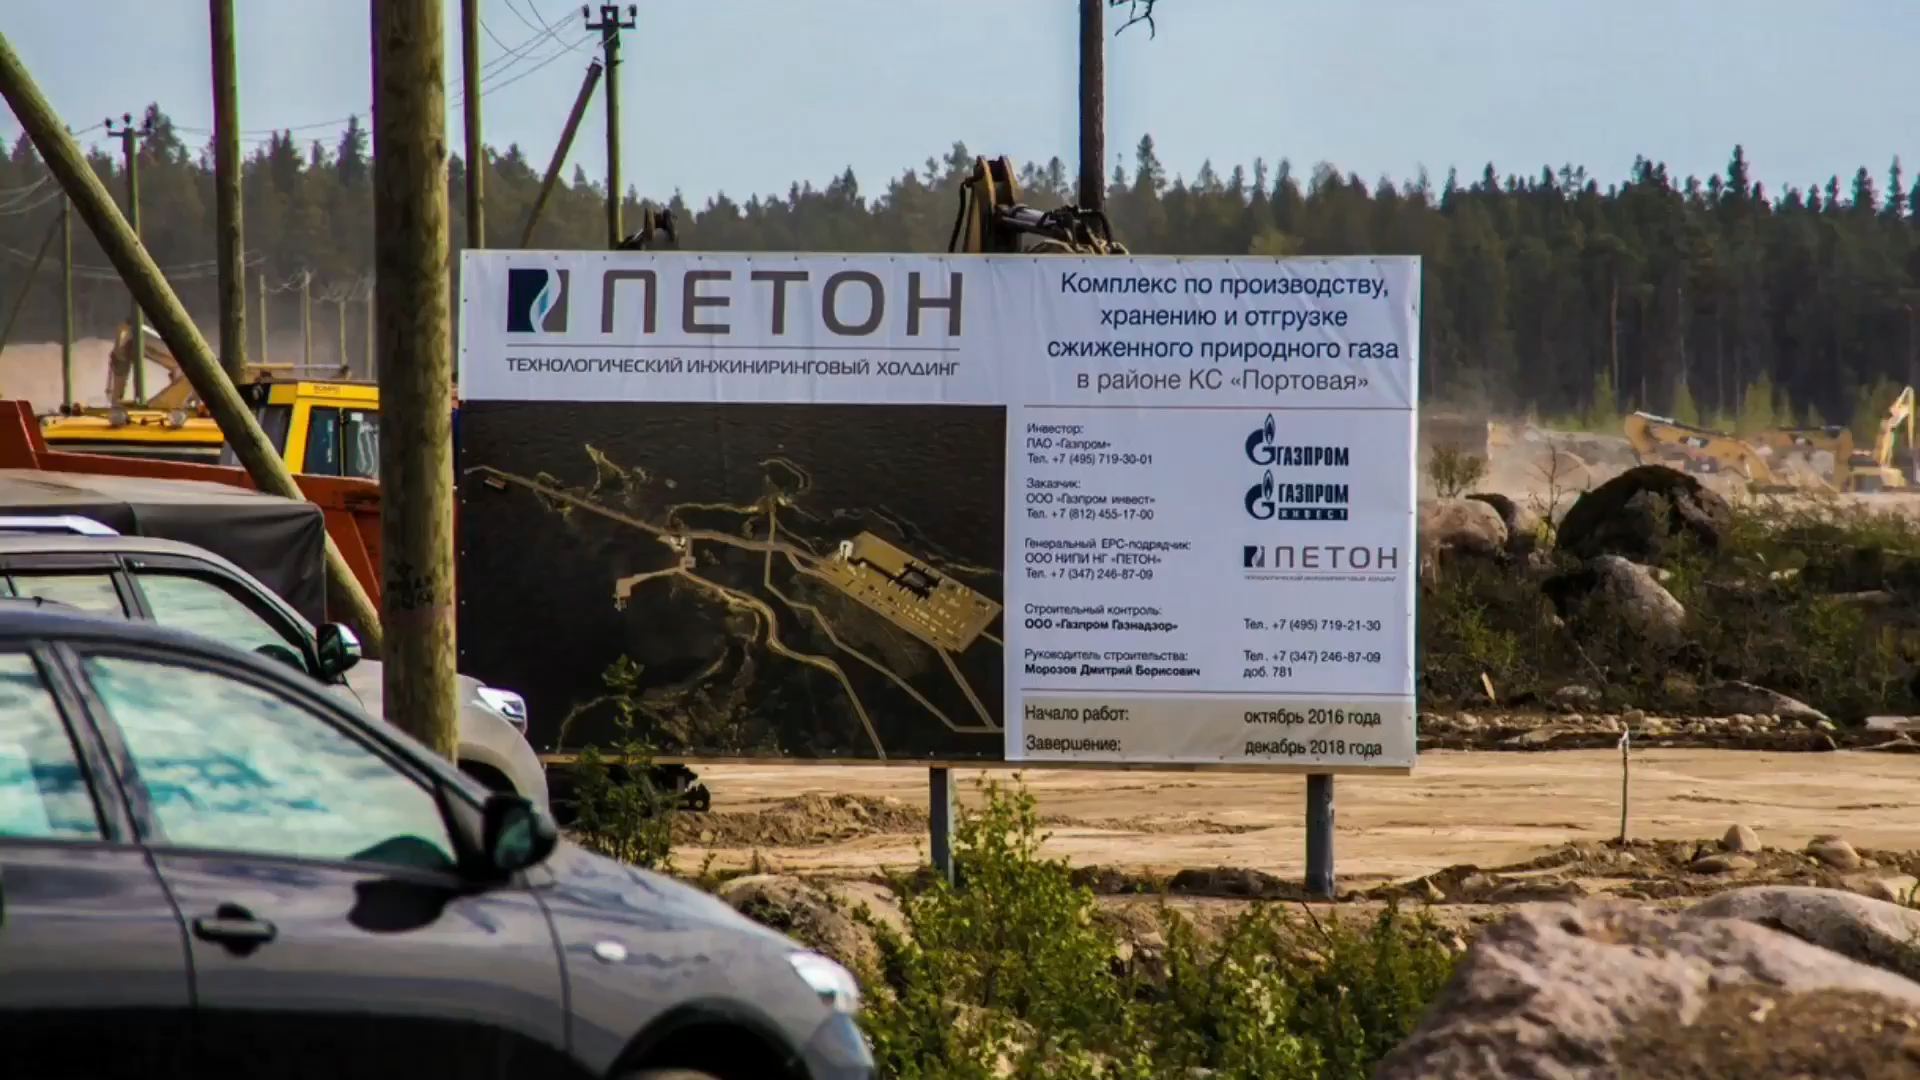 ПЕТОН
ТЕХНОЛОГИЧЕСКИЙ ИНЖИНИРИНГОВЫЙ ХОЛДИНГ
Комплекс по производству,
хранению и отгрузке
сжиженного природного газа
в районе КС «Портовая»
Инвестор:
ПАО «Газпром»
Тел. +7 (495) 719-30-01
ГАЗПРОМ
Заказчик:
ООО «Газпром инвест»
Тел. +7 (812) 455-17-00
ГАЗПРОМ
ИНВЕСТ
Генеральный EPC-подрядчик:
ООО НИПИ НГ «ПЕТОН»
Тел. +7 (347) 246-87-09
ПЕТОН
ТЕХНОЛОГИЧЕСКИЙ ИНЖИНИРИНГОВЫЙ ХОЛДИНГ
Строительный контроль:
ООО «Газпром Газнадзор» Тел. +7 (495) 719-21-30
Руководитель строительства: Тел. +7 (347) 246-87-09
Морозов Дмитрий Борисович доб. 781
Начало работ: октябрь 2016 года
Завершение: декабрь 2018 года